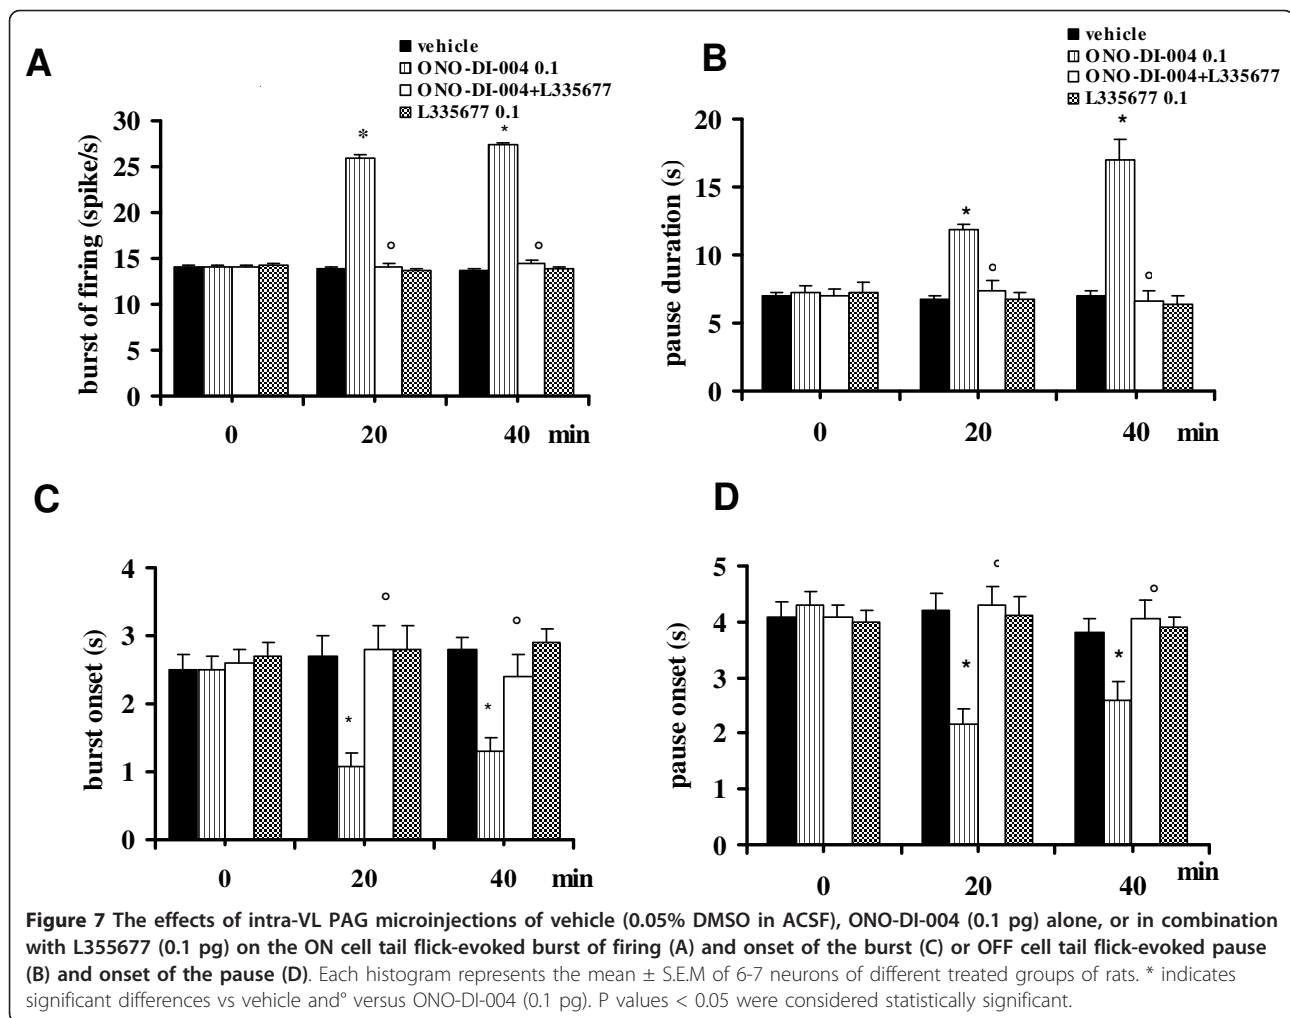 A
vehicle
ONO-DI-004 0.1
ONO-DI-004+L335677
L335677 0.1
burst of firing (spike/s)
30
25
20
15
10
5
0
* *
° °
0 20 40 min
B
vehicle
ONO-DI-004 0.1
ONO-DI-004+L335677
L335677 0.1
pause duration (s)
20
15
10
5
0
* *
° °
0 20 40 min
C
burst onset (s)
4
3
2
1
0
° °
* *
0 20 40 min
D
pause onset (s)
5
4
3
2
1
0
° °
* *
0 20 40 min
Figure 7 The effects of intra-VL PAG microinjections of vehicle (0.05% DMSO in ACSF), ONO-DI-004 (0.1 pg) alone, or in combination
with L355677 (0.1 pg) on the ON cell tail flick-evoked burst of firing (A) and onset of the burst (C) or OFF cell tail flick-evoked pause
(B) and onset of the pause (D). Each histogram represents the mean ± S.E.M of 6-7 neurons of different treated groups of rats. * indicates
significant differences vs vehicle and° versus ONO-DI-004 (0.1 pg). P values < 0.05 were considered statistically significant.